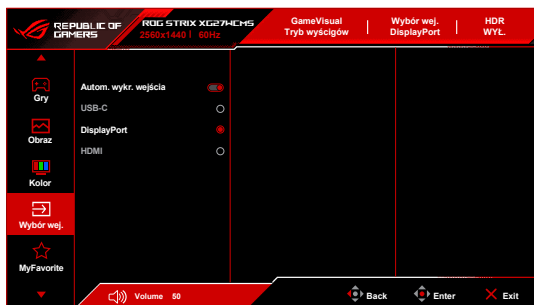 REPUBLIC OF
GAMERS
ROG STRIX XG27WCMS
2560x1440 | 60Hz
GameVisual
Tryb wyścigów
Wybór wej.
DisplayPort
HDR
WYŁ.
Gry
Obraz
Kolor
Wybór wej.
MyFavorite
Autom. wykr. wejścia
USB-C
DisplayPort
HDMI
Volume 50
Back
Enter
Exit